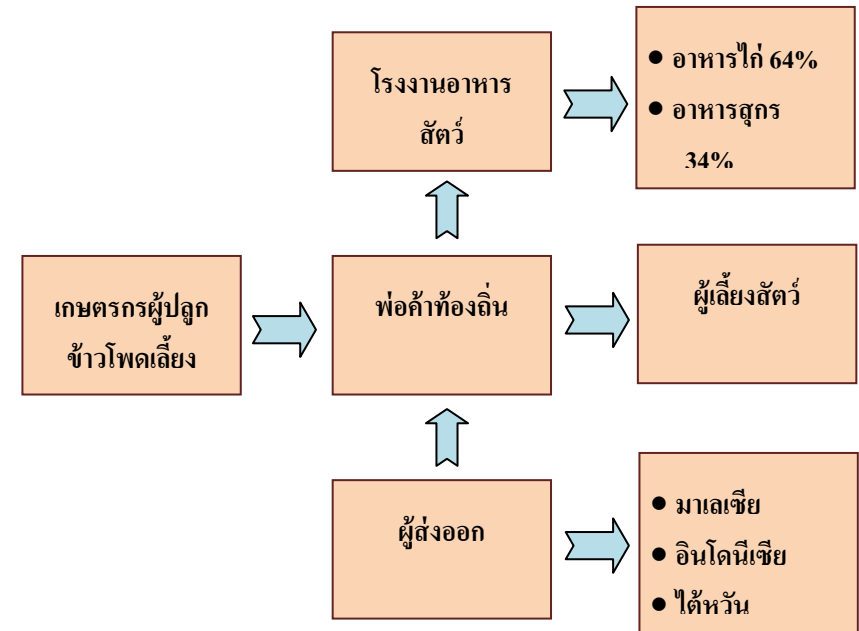 โรงงานอาหาร
สัตว์
● อาหารไก่ 64%
● อาหารสุกร
34%
เกษตรกรผู้ปลูก
ข้าวโพดเลี้ยง
พ่อค้าท้องถิ่น
ผู้เลี้ยงสัตว์
ผู้ส่งออก
● มาเลเซีย
● อินโดนีเซีย
● ไต้หวัน